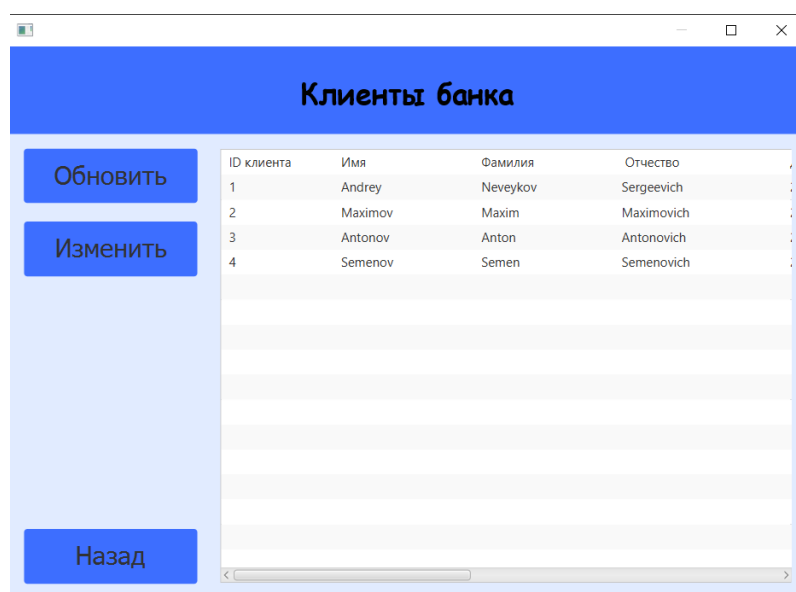 Клиенты банка
Обновить
Изменить
Назад
ID клиента Имя Фамилия Отчество
1 Andrey Neveykov Sergeevich
2 Maximov Maxim Maximovich
3 Antonov Anton Antonovich
4 Semenov Semen Semenovich